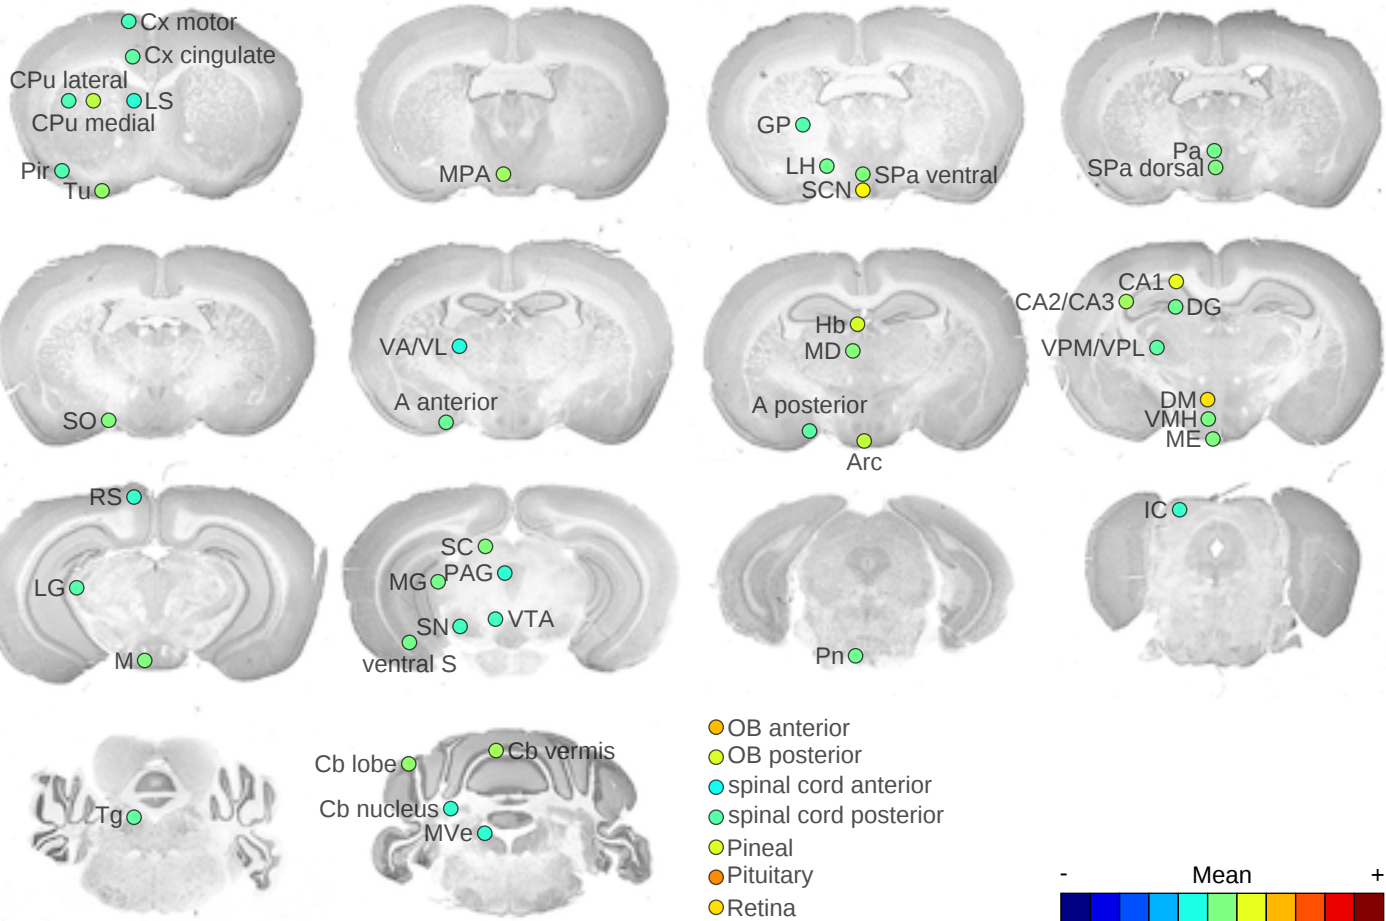 Cx motor
Cx cingulate
CPu lateral
LS
CPu medial
Pir
Tu
MPA
GP
LH
SPa ventral
SCN
Pa
SPa dorsal
SO
VA/VL
A anterior
Hb
MD
A posterior
Arc
CA1
CA2/CA3
DG
VPM/VPL
DM
VMH
ME
RS
LG
M
SC
PAG
MG
SN
VTA
ventral S
Pn
IC
Tg
Cb lobe
Cb vermis
Cb nucleus
MVe
OB anterior
OB posterior
spinal cord anterior
spinal cord posterior
Pineal
Pituitary
Retina
- Mean +